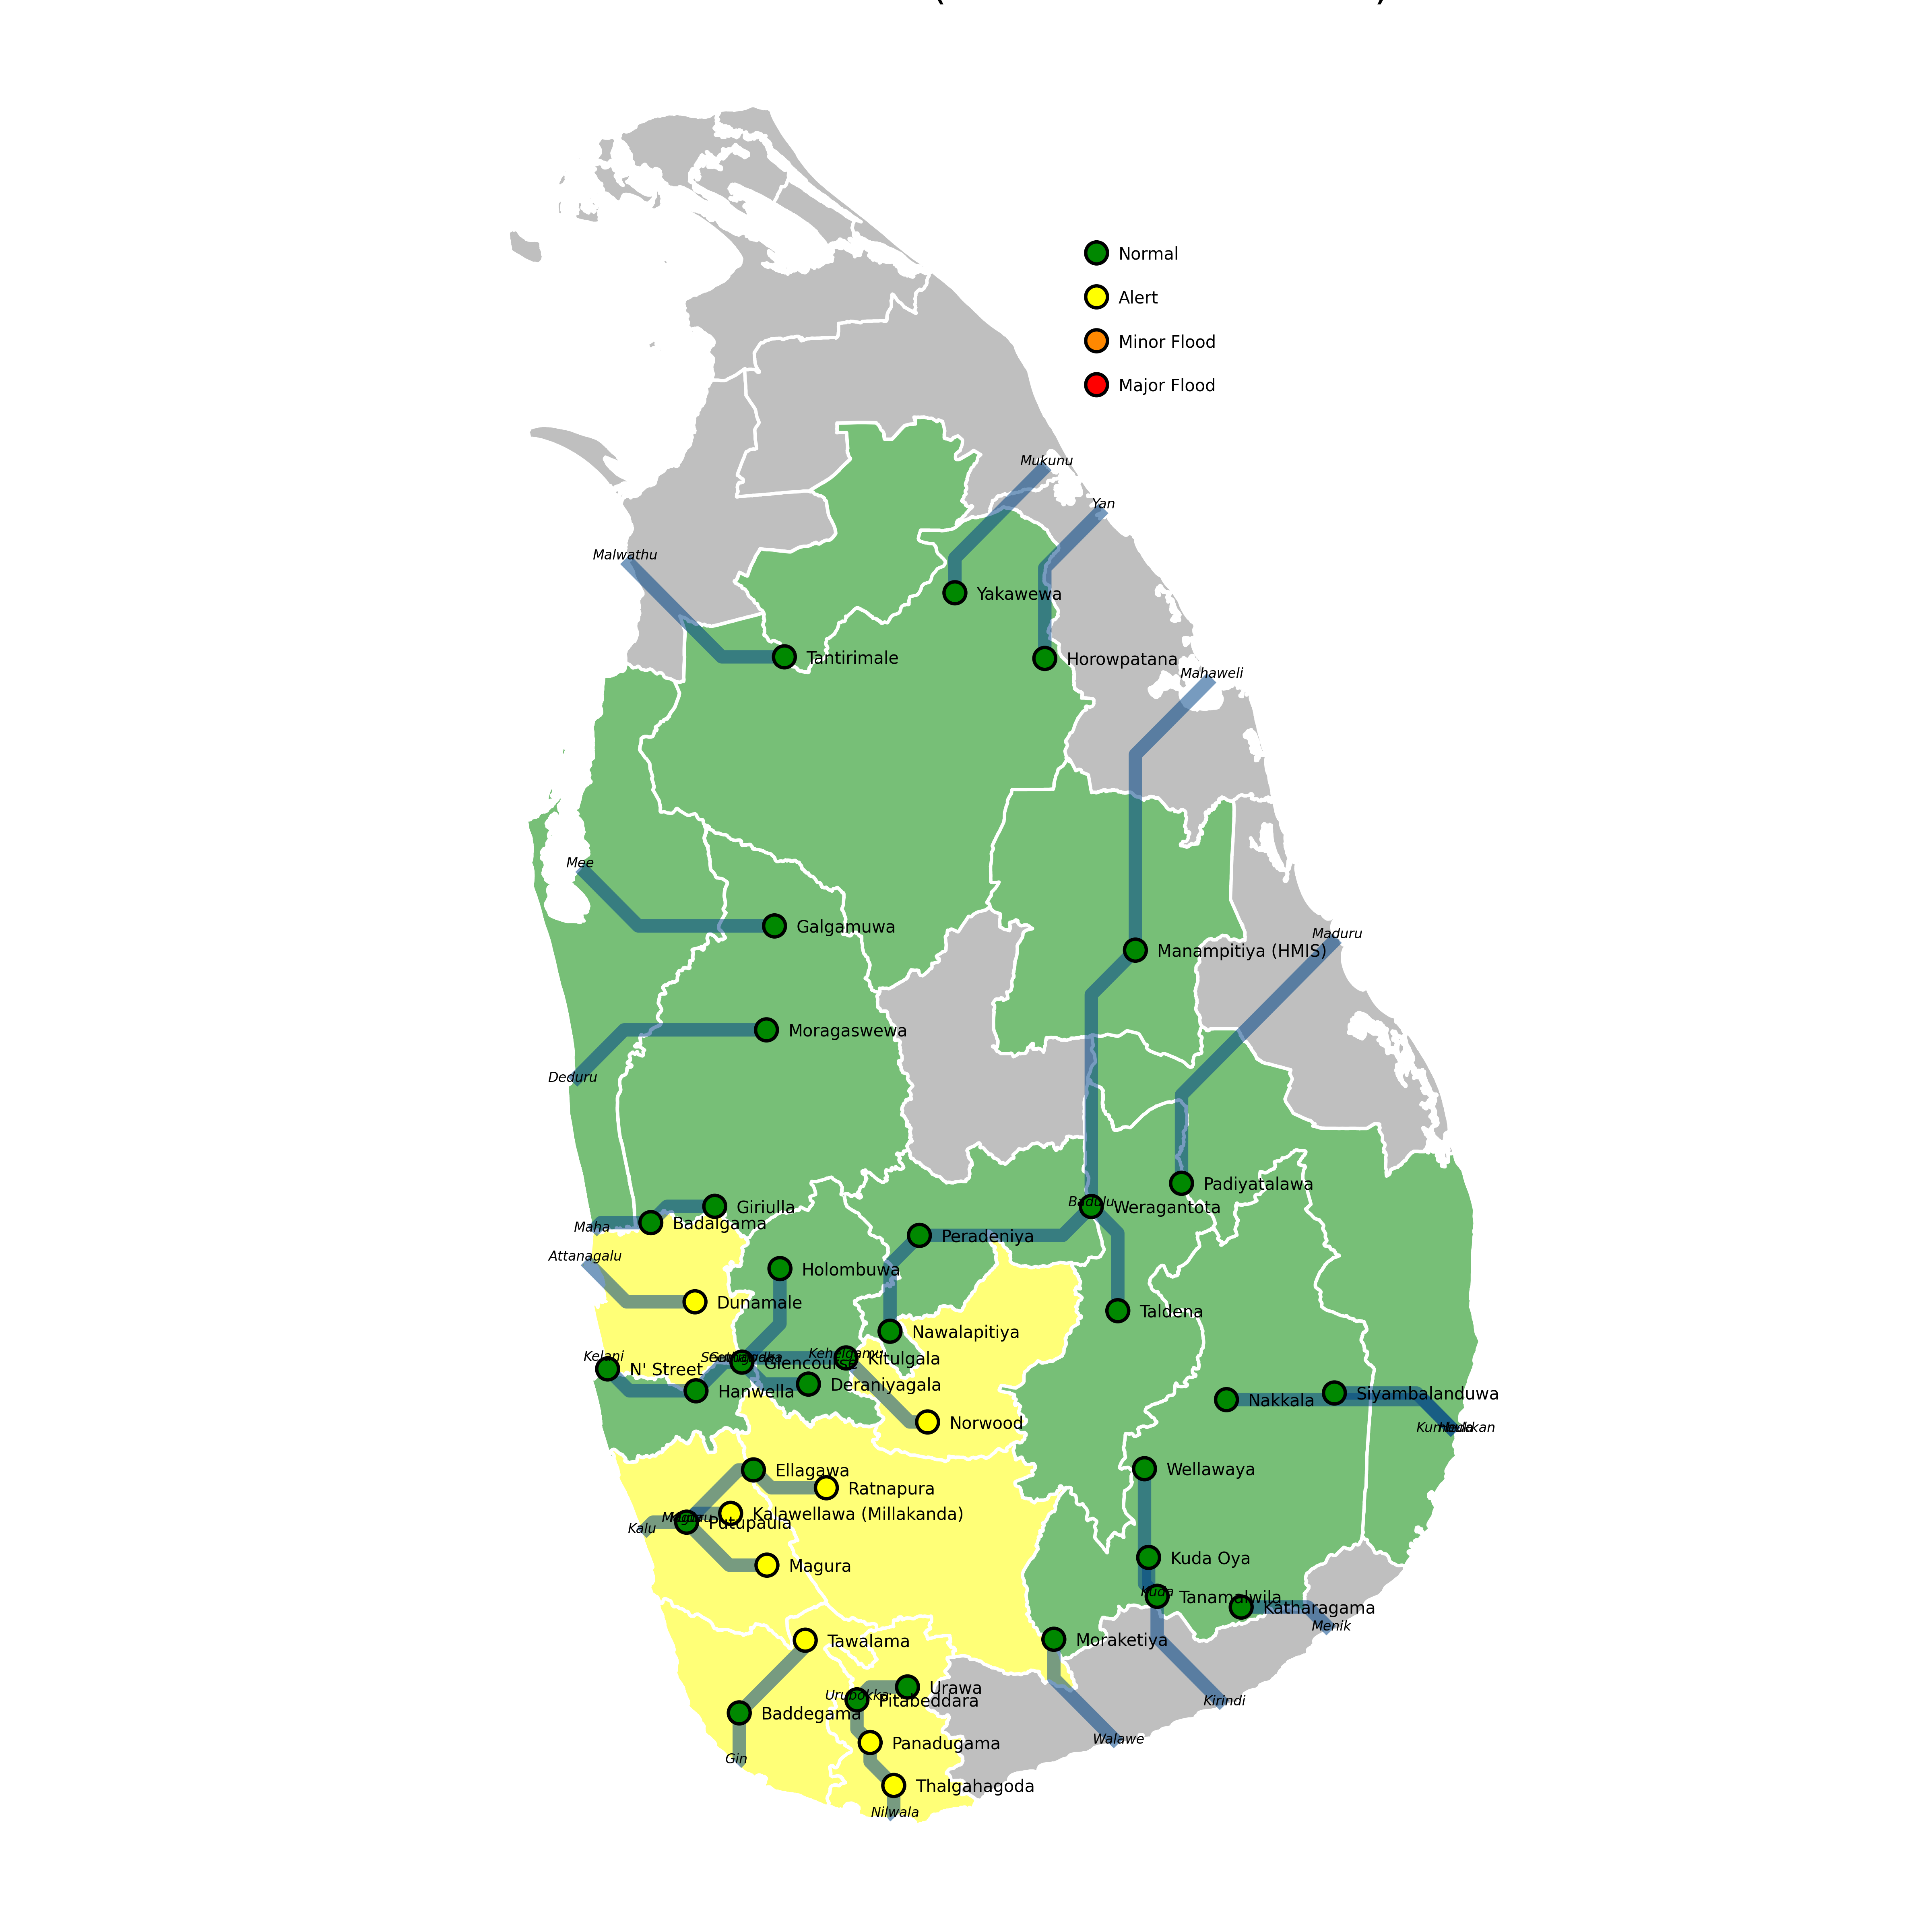 Normal
Alert
Minor Flood
Major Flood
Mukunu
Yan
Malwathu
Yakawewa
Tantirimale
Horowpatana
Mahaweli
Mee
Galgamuwa
Maduru
Manampitiya (HMIS)
Moragaswewa
Deduru
Padiyatalawa
Badulu
Weragantota
Giriulla
Maha
Badalgama
Peradeniya
Attanagalu
Holombuwa
Dunamale
Taldena
Nawalapitiya
Kelani
Kehelgamu
Kitulgala
N' Street
Glencourse
Deraniyagala
Hanwella
Siyambalanduwa
Nakkala
Norwood
Ellagawa
Wellawaya
Ratnapura
Kalawellawa (Millakanda)
Putupaula
Kalu
Magura
Kuda Oya
Kuda
Tanamalwila
Katharagama
Menik
Tawalama
Moraketiya
Urawa
Urubokka
Pitabeddara
Kirindi
Baddegama
Walawe
Panadugama
Gin
Thalgahagoda
Nilwala